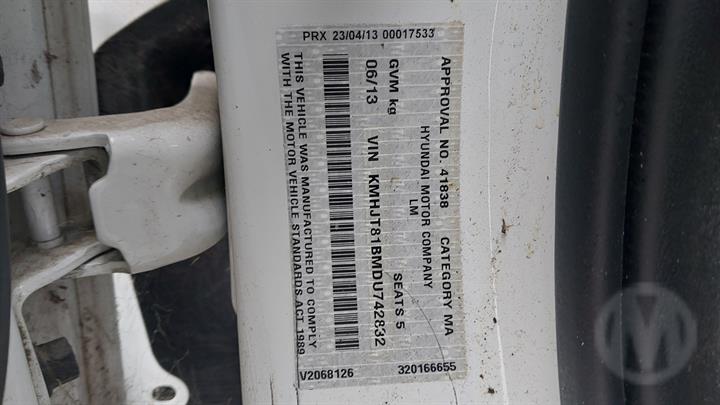 PRX 23/04/13 00017533
APPROVAL NO. 41838 CATEGORY MA
HYUNDAI MOTOR COMPANY
LM
GVM kg SEATS 5
06/13 VIN KMHJT81BMDU742832
THIS VEHICLE WAS MANUFACTURED TO COMPLY
WITH THE MOTOR VEHICLE STANDARDS ACT 1989
V2068126 320166655
M